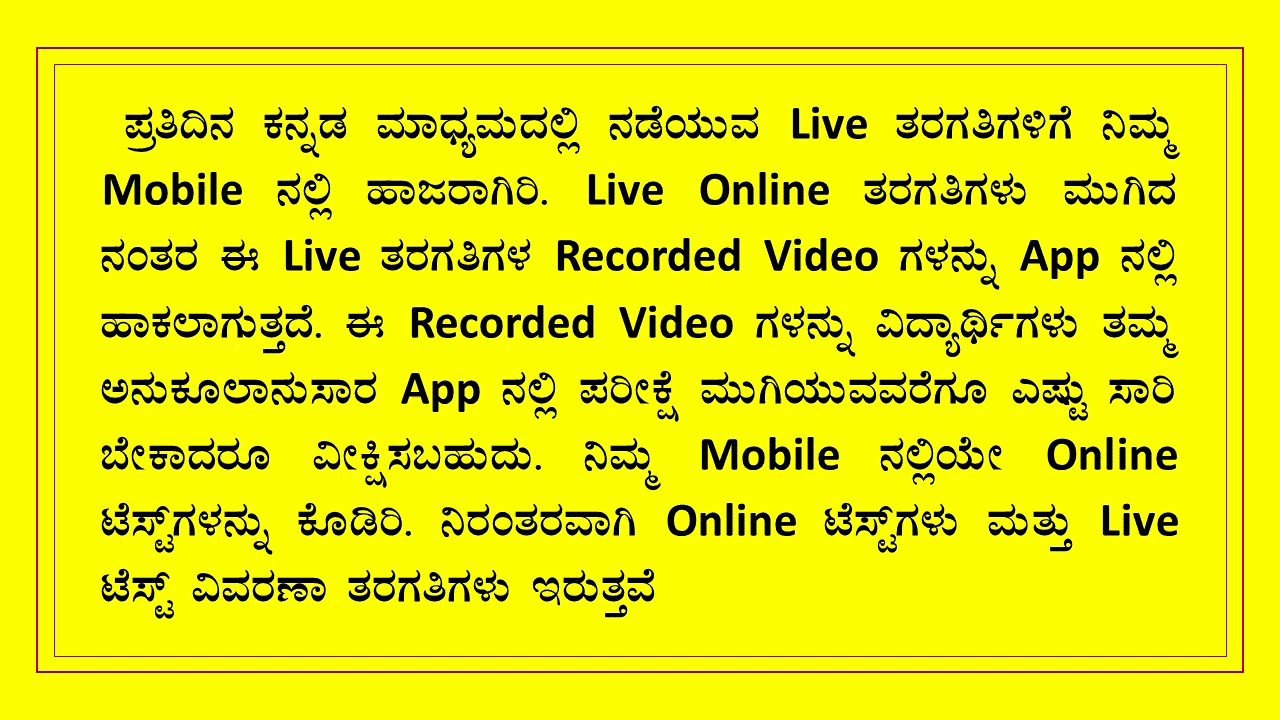 ಪ್ರತಿದಿನ ಕನ್ನಡ ಮಾಧ್ಯಮದಲ್ಲಿ ನಡೆಯುವ Live ತರಗತಿಗಳಿಗೆ ನಿಮ್ಮ
Mobile ನಲ್ಲಿ ಹಾಜರಾಗಿರಿ. Live Online ತರಗತಿಗಳು ಮುಗಿದ
ನಂತರ ಈ Live ತರಗತಿಗಳ Recorded Video ಗಳನ್ನು App ನಲ್ಲಿ
ಹಾಕಲಾಗುತ್ತದೆ. ಈ Recorded Video ಗಳನ್ನು ವಿದ್ಯಾರ್ಥಿಗಳು ತಮ್ಮ
ಅನುಕೂಲಾನುಸಾರ App ನಲ್ಲಿ ಪರೀಕ್ಷೆ ಮುಗಿಯುವವರೆಗೂ ಎಷ್ಟು ಸಾರಿ
ಬೇಕಾದರೂ ವೀಕ್ಷಿಸಬಹುದು. ನಿಮ್ಮ Mobile ನಲ್ಲಿಯೇ Online
ಟೆಸ್ಟ್‌ಗಳನ್ನು ಕೊಡಿರಿ. ನಿರಂತರವಾಗಿ Online ಟೆಸ್ಟ್‌ಗಳು ಮತ್ತು Live
ಟೆಸ್ಟ್ ವಿವರಣಾ ತರಗತಿಗಳು ಇರುತ್ತವೆ